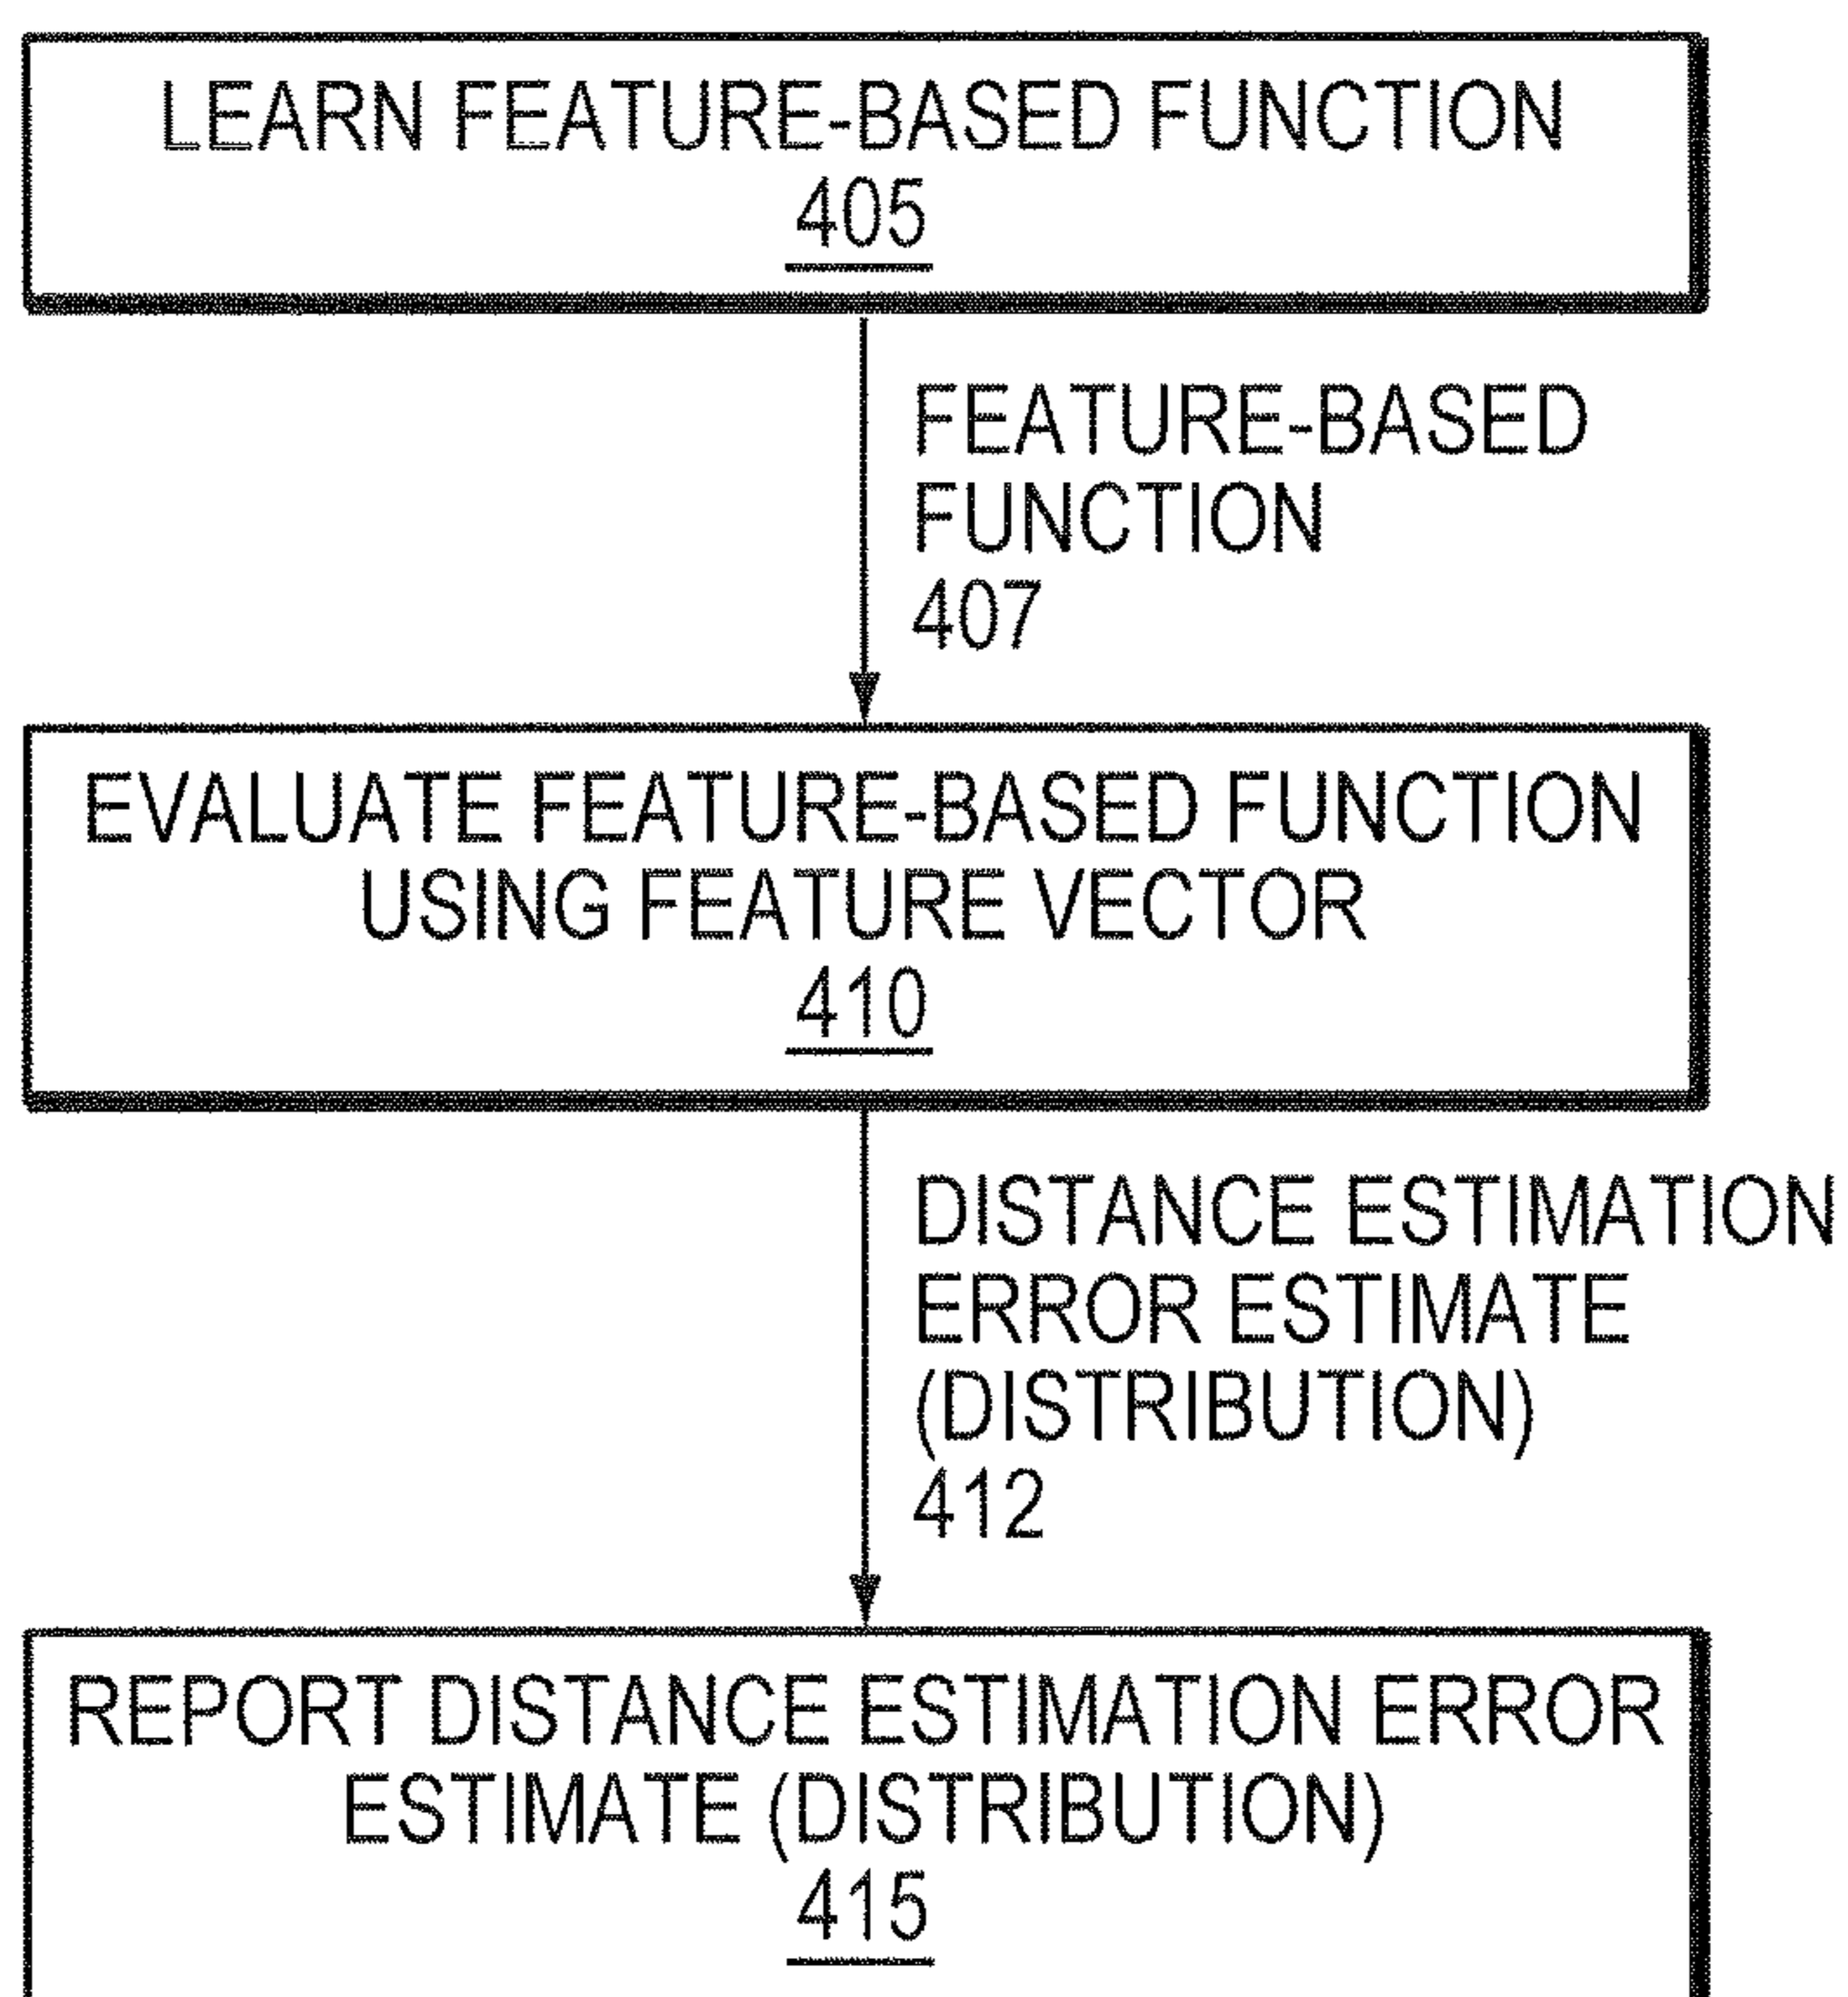 LEARN FEATURE-BASED FUNCTION
405
FEATURE-BASED
FUNCTION
407
EVALUATE FEATURE-BASED FUNCTION
USING FEATURE VECTOR
410
DISTANCE ESTIMATION
ERROR ESTIMATE
(DISTRIBUTION)
412
REPORT DISTANCE ESTIMATION ERROR
ESTIMATE (DISTRIBUTION)
415